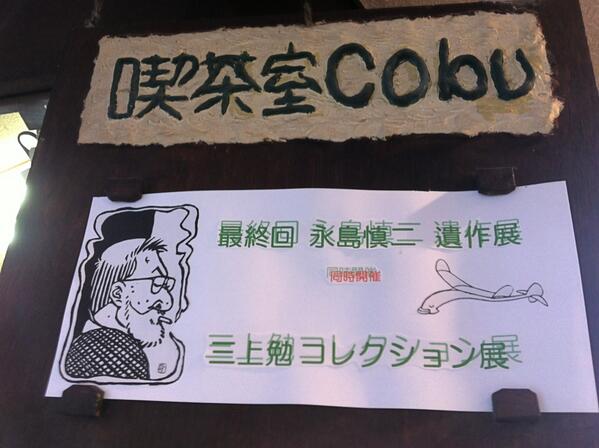 喫茶室Cobu
最終回 永島慎二 遺作展
同時開催
三上勉コレクション展